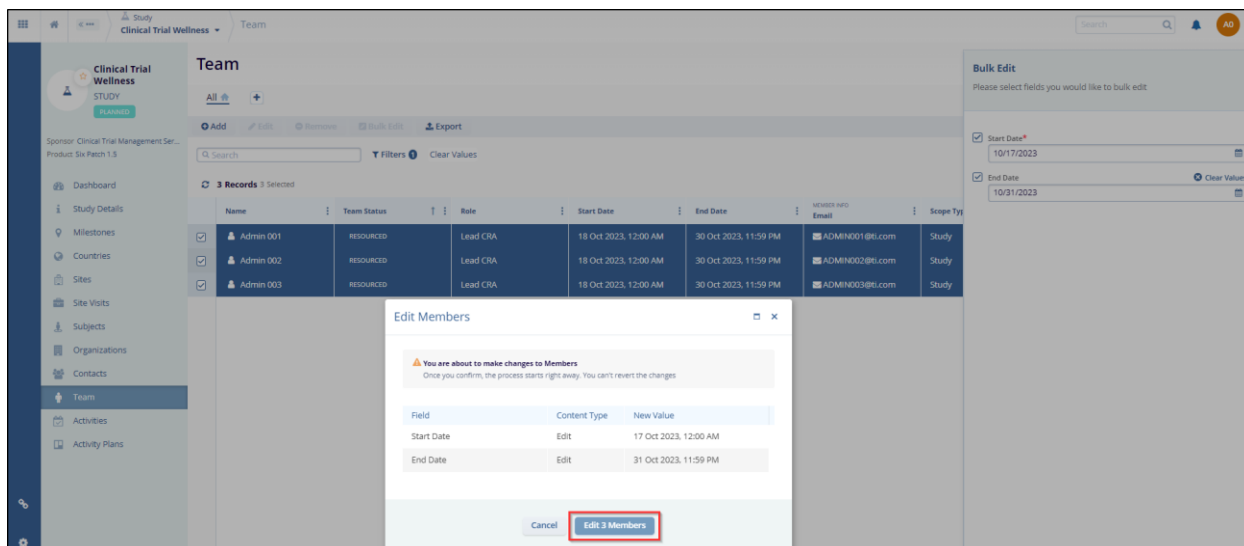 Study
Clinical Trial Wellness
Team
Search
AO
Clinical Trial
Wellness
STUDY
PLANNED
Sponsor Clinical Trial Management Ser...
Product Six Patch 1.5
Dashboard
Study Details
Milestones
Countries
Sites
Site Visits
Subjects
Organizations
Contacts
Team
Activities
Activity Plans
Team
All
Add Edit Remove Bulk Edit Export
Search Filters 1 Clear Values
3 Records 3 Selected
MEMBER INFO
Name Team Status Role Start Date End Date Email Scope Typ
Admin 001 RESOURCED Lead CRA 18 Oct 2023, 12:00 AM 30 Oct 2023, 11:59 PM ADMIN001@ti.com Study
Admin 002 RESOURCED Lead CRA 18 Oct 2023, 12:00 AM 30 Oct 2023, 11:59 PM ADMIN002@ti.com Study
Admin 003 RESOURCED Lead CRA 18 Oct 2023, 12:00 AM 30 Oct 2023, 11:59 PM ADMIN003@ti.com Study
Bulk Edit
Please select fields you would like to bulk edit
Start Date*
10/17/2023
End Date Clear Value
10/31/2023
Edit Members
You are about to make changes to Members
Once you confirm, the process starts right away. You can't revert the changes
Field Content Type New Value
Start Date Edit 17 Oct 2023, 12:00 AM
End Date Edit 31 Oct 2023, 11:59 PM
Cancel Edit 3 Members